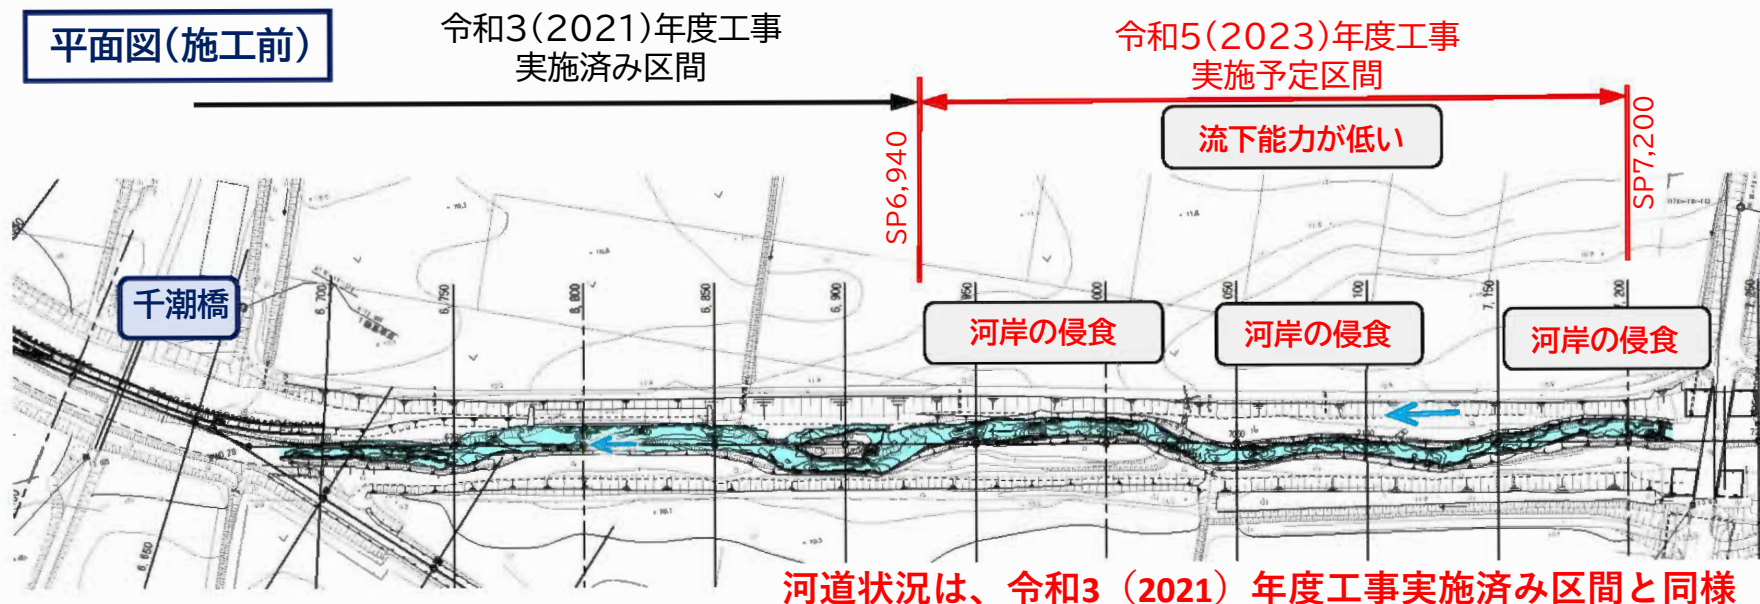 平面図(施工前)
令和3(2021)年度工事
実施済み区間
令和5(2023)年度工事
実施予定区間
流下能力が低い
SP6,940
SP7,200
千潮橋
河岸の侵食
河岸の侵食
河岸の侵食
6,650
6,700
6,750
6,800
6,850
6,900
050
100
7,150
200
河道状況は、令和3（2021）年度工事実施済み区間と同様